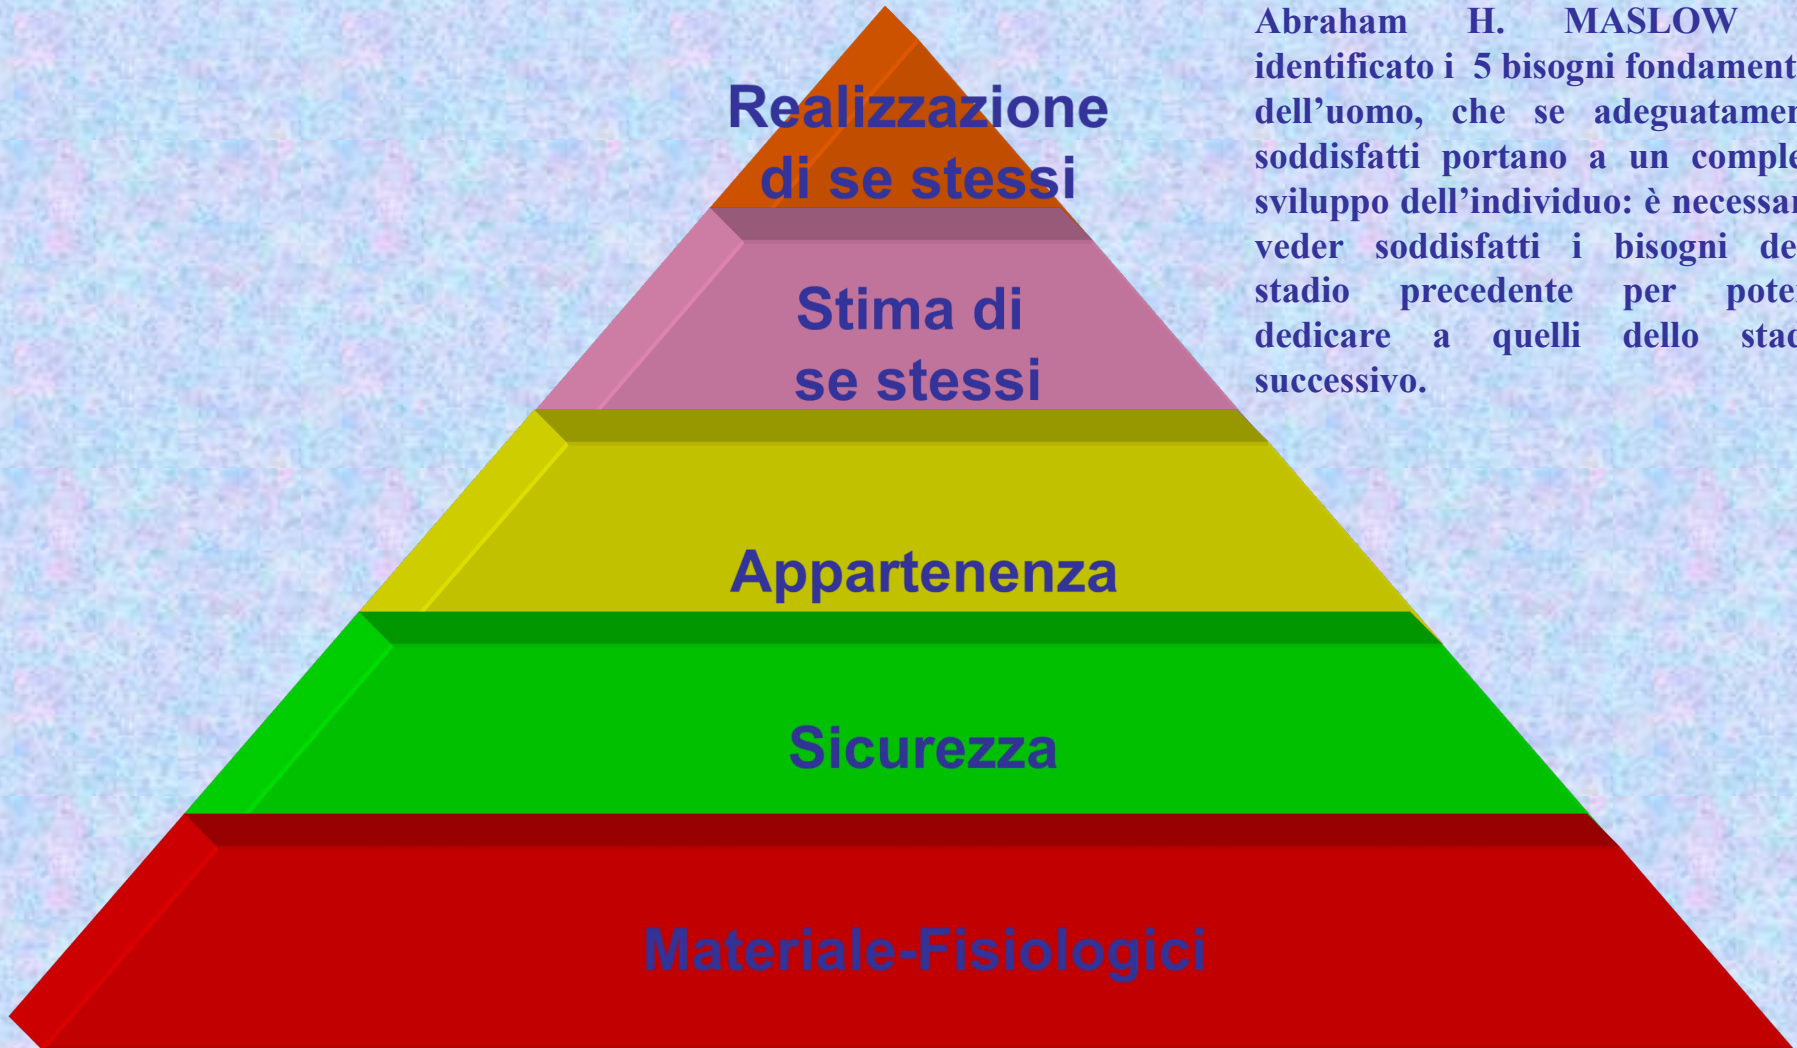 Abraham H. MASLOW
identificato i 5 bisogni
dell’uomo, che se
soddisfatti portano a un
sviluppo dell’individuo: è
veder soddisfatti i bisogni
stadio precedente per
dedicare a quelli dello
successivo.
Realizzazione
di se stessi
Stima di
se stessi
Appartenenza
Sicurezza
Materiale-Fisiologici